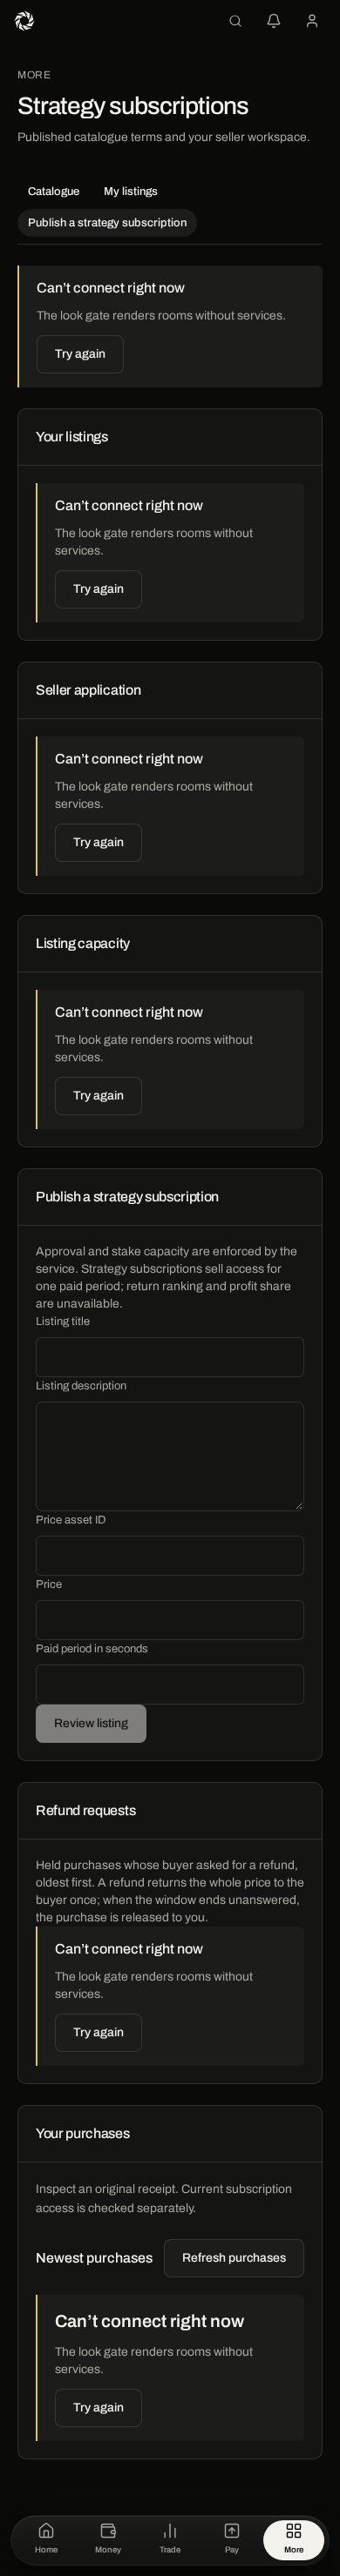 MORE
Strategy subscriptions
Published catalogue terms and your seller workspace.
Catalogue My listings
Publish a strategy subscription
Can't connect right now
The look gate renders rooms without services.
Try again
Your listings
Can't connect right now
The look gate renders rooms without
services.
Try again
Seller application
Can't connect right now
The look gate renders rooms without
services.
Try again
Listing capacity
Can't connect right now
The look gate renders rooms without
services.
Try again
Publish a strategy subscription
Approval and stake capacity are enforced by the
service. Strategy subscriptions sell access for
one paid period; return ranking and profit share
are unavailable.
Listing title
Listing description
Price asset ID
Price
Paid period in seconds
Review listing
Refund requests
Held purchases whose buyer asked for a refund,
oldest first. A refund returns the whole price to the
buyer once; when the window ends unanswered,
the purchase is released to you.
Can't connect right now
The look gate renders rooms without
services.
Try again
Your purchases
Inspect an original receipt. Current subscription
access is checked separately.
Newest purchases Refresh purchases
Can't connect right now
The look gate renders rooms without
services.
Try again
Home Money Trade Pay More